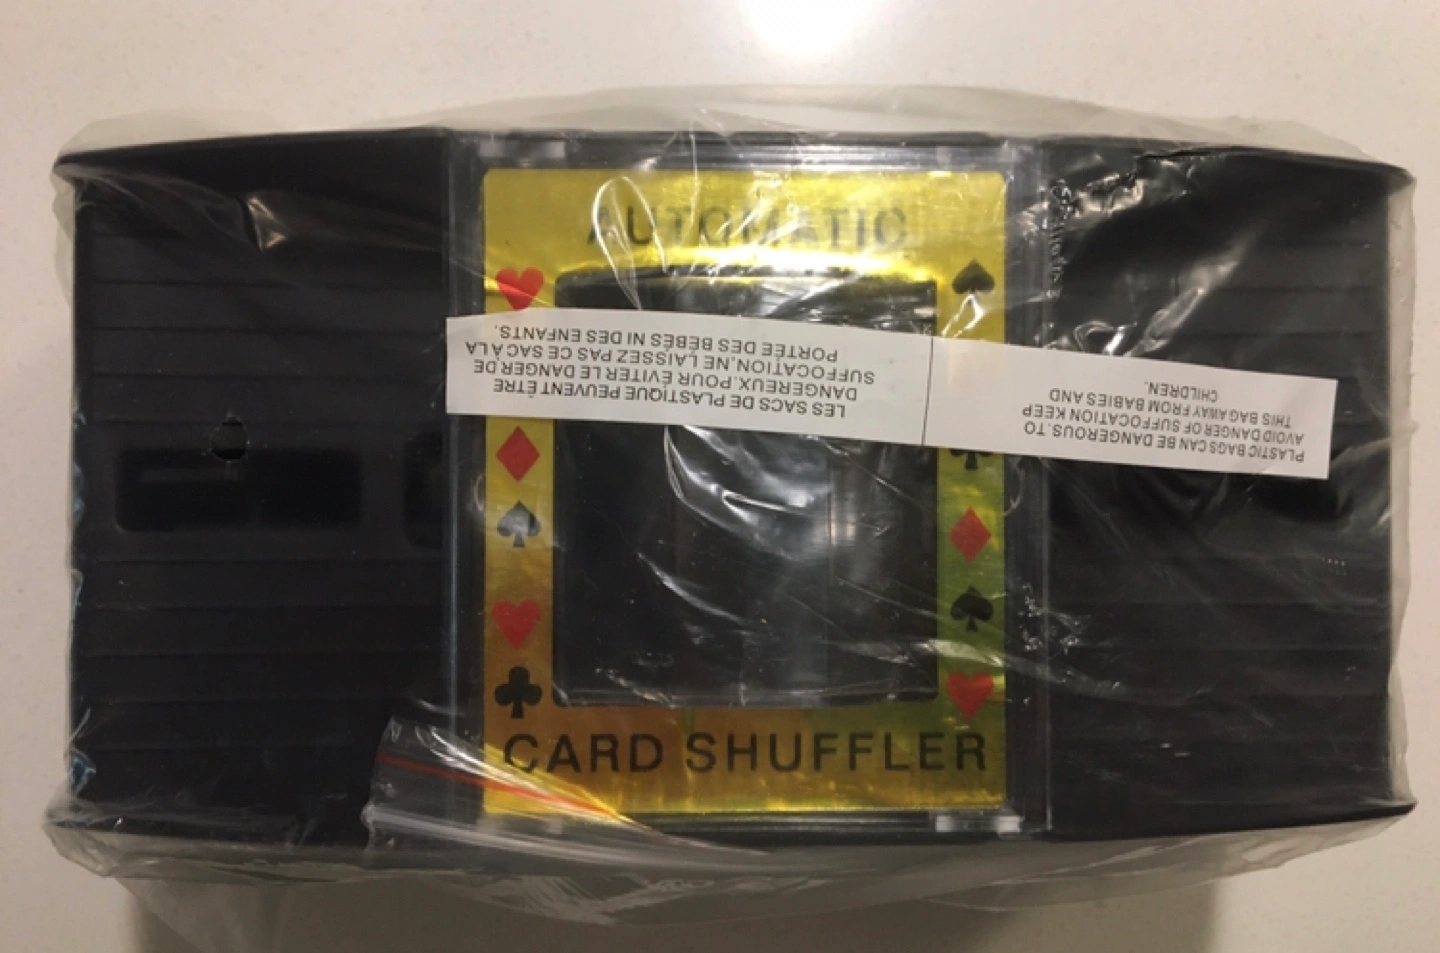 AUTOMATIC
LES SACS DE PLASTIQUE PEUVENT ÊTRE
DANGEREUX. POUR ÉVITER LE DANGER DE
SUFFOCATION, NE LAISSEZ PAS CE SAC À LA
PORTÉE DES BÉBÉS NI DES ENFANTS.
PLASTIC BAGS CAN BE DANGEROUS. TO
AVOID DANGER OF SUFFOCATION KEEP
THIS BAG AWAY FROM BABIES AND
CHILDREN.
CARD SHUFFLER